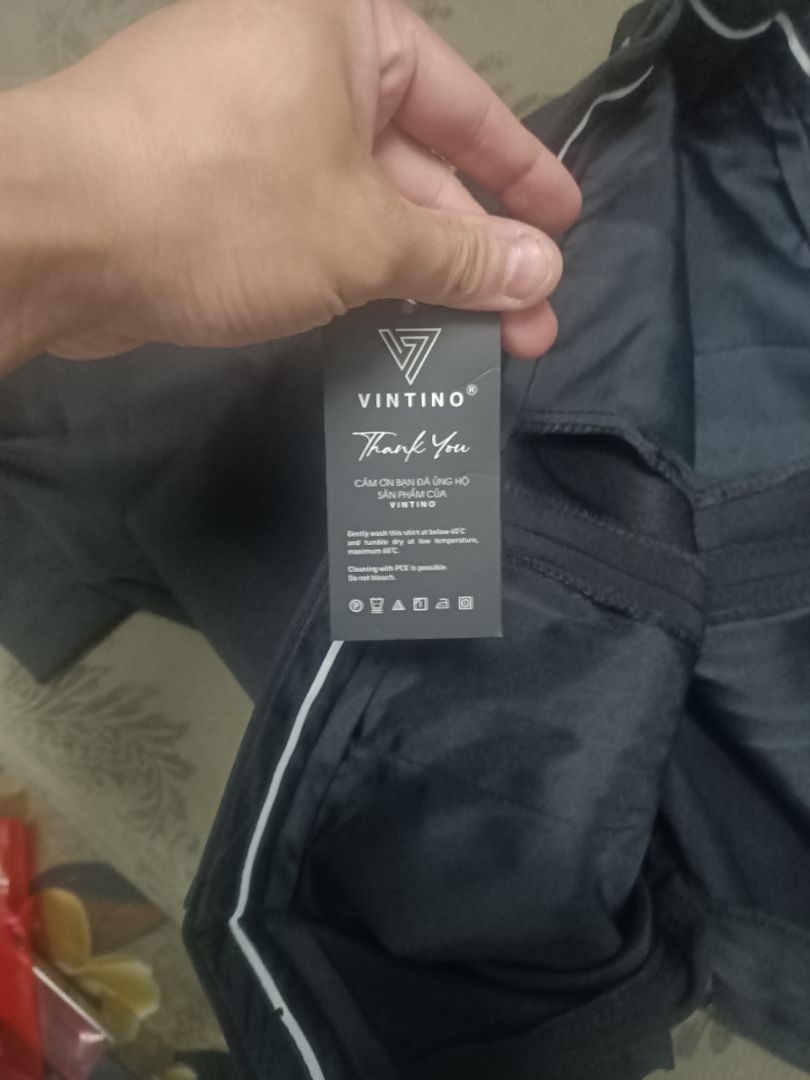 VINTINO®
Thank You
CẢM ƠN BẠN ĐÃ ỦNG HỘ
SẢN PHẨM CỦA
VINTINO
Gently wash this shirt at below 40°C
and tumble dry at low temperature,
maximum 60°C.
Cleaning with PCE is possible.
Do not bleach.
P